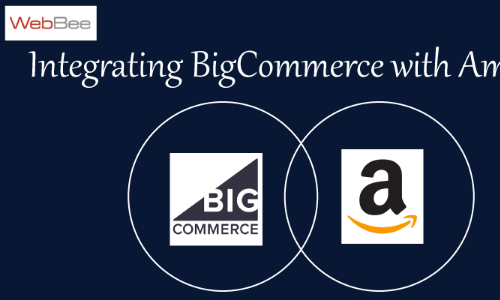 WebBee
Integrating BigCommerce with Am
BIG
COMMERCE
a